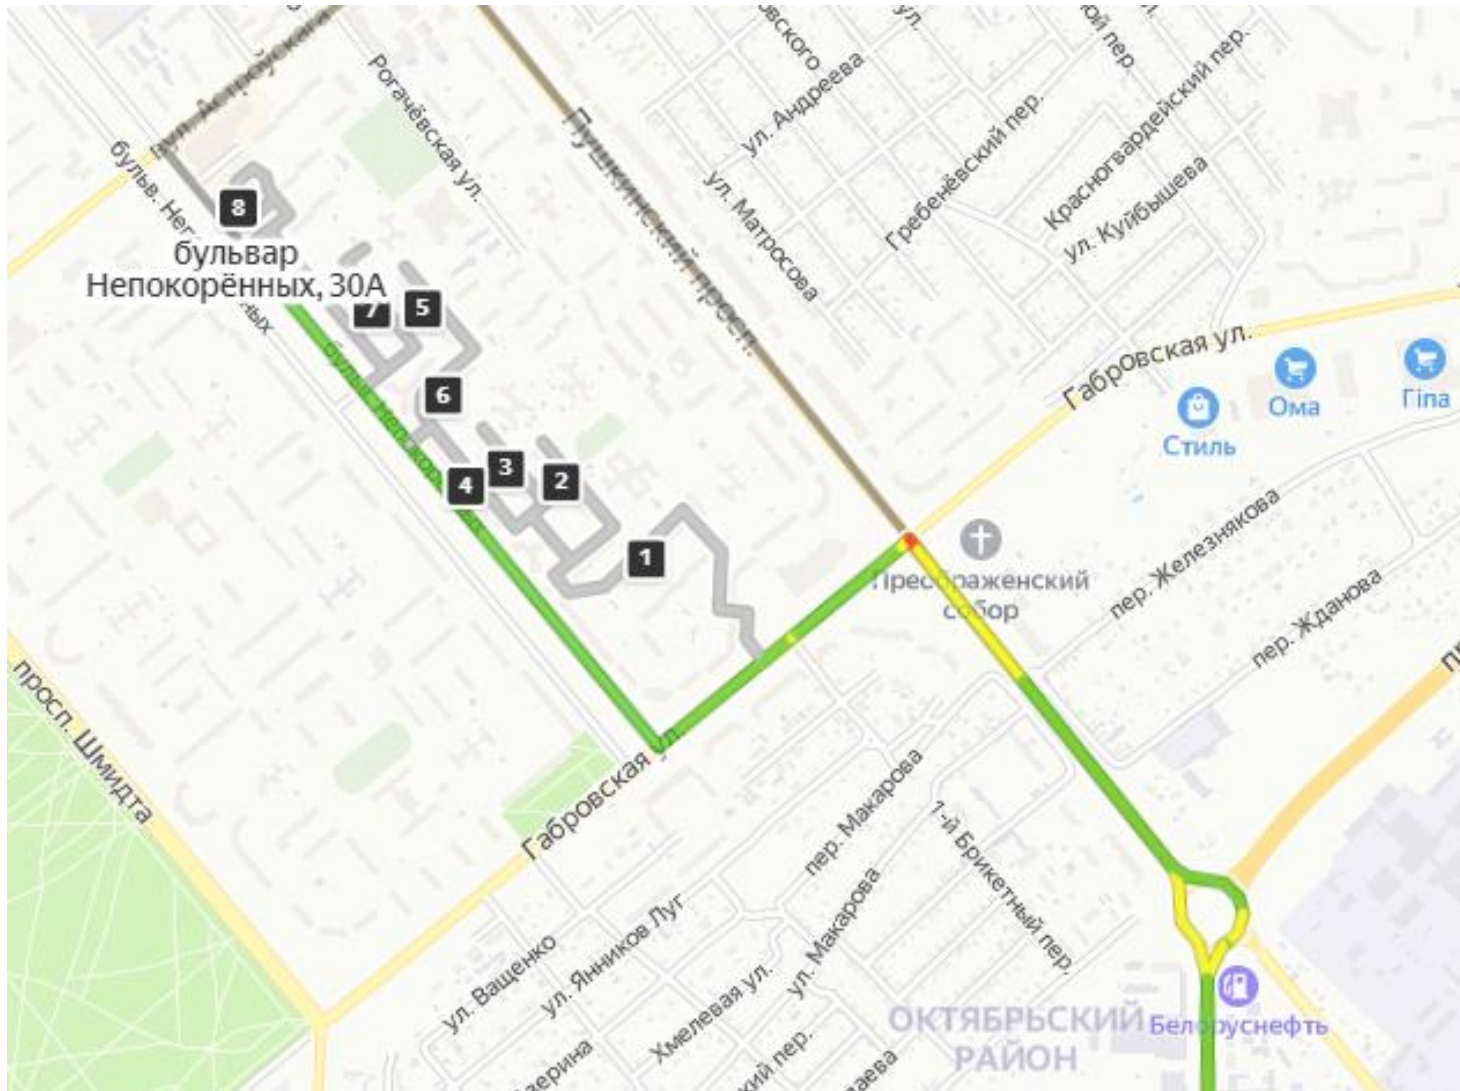 ул. Астроўская
Рогачёвская ул.
ул. Андреева
Гребенёвский пер.
Красногвардейский пер.
Пушкинский просп.
ул. Матросова
ул. Куйбышева
8
бульвар
Непокорённых, 30А
7
5
6
3
4
2
1
Габровская ул.
Ома
Гіпа
Стиль
Преображенский
собор
пер. Железнякова
пер. Жданова
просп. Шмидта
Габровская ул.
пер. Макарова
1-й Брикетный пер.
ул. Макарова
ул. Ващенко
ул. Янников Луг
Хмелевая ул.
ОКТЯБРЬСКИЙ
РАЙОН
Белоруснефть